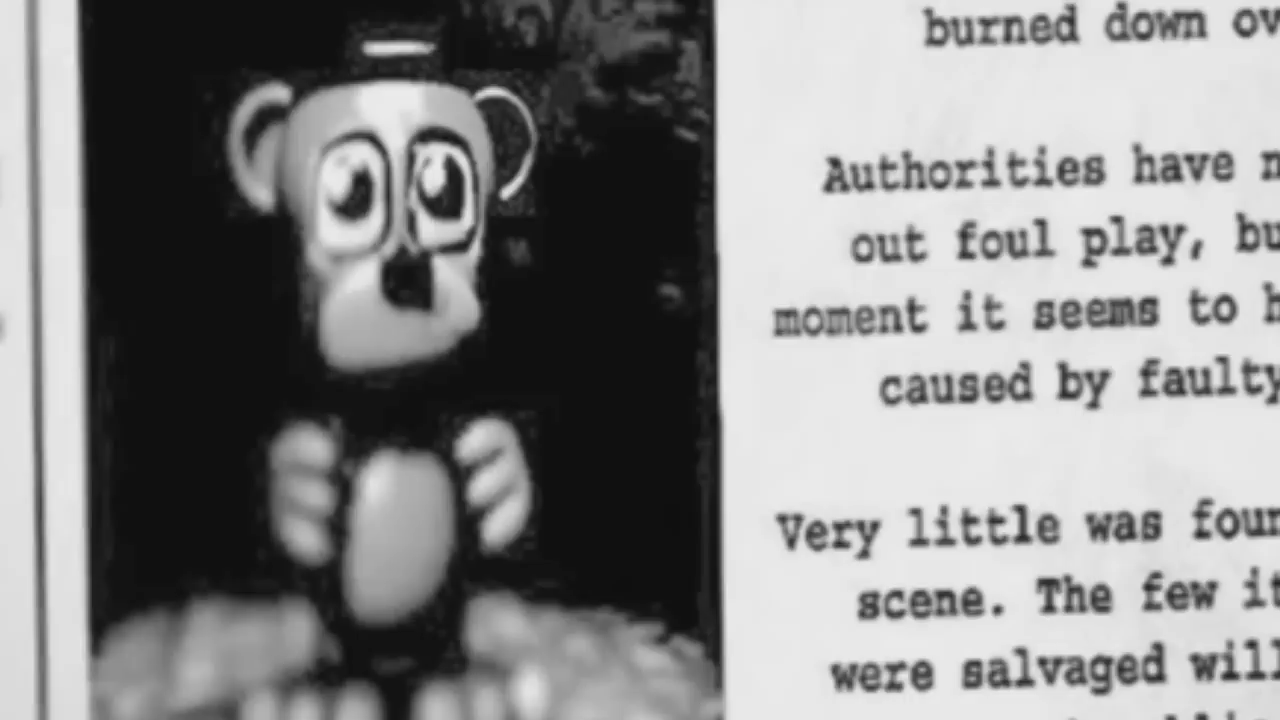 burned down ov
Authorities have n
out foul play, bu
moment it seems to h
caused by faulty
Very little was foun
scene. The few it
were salvaged will